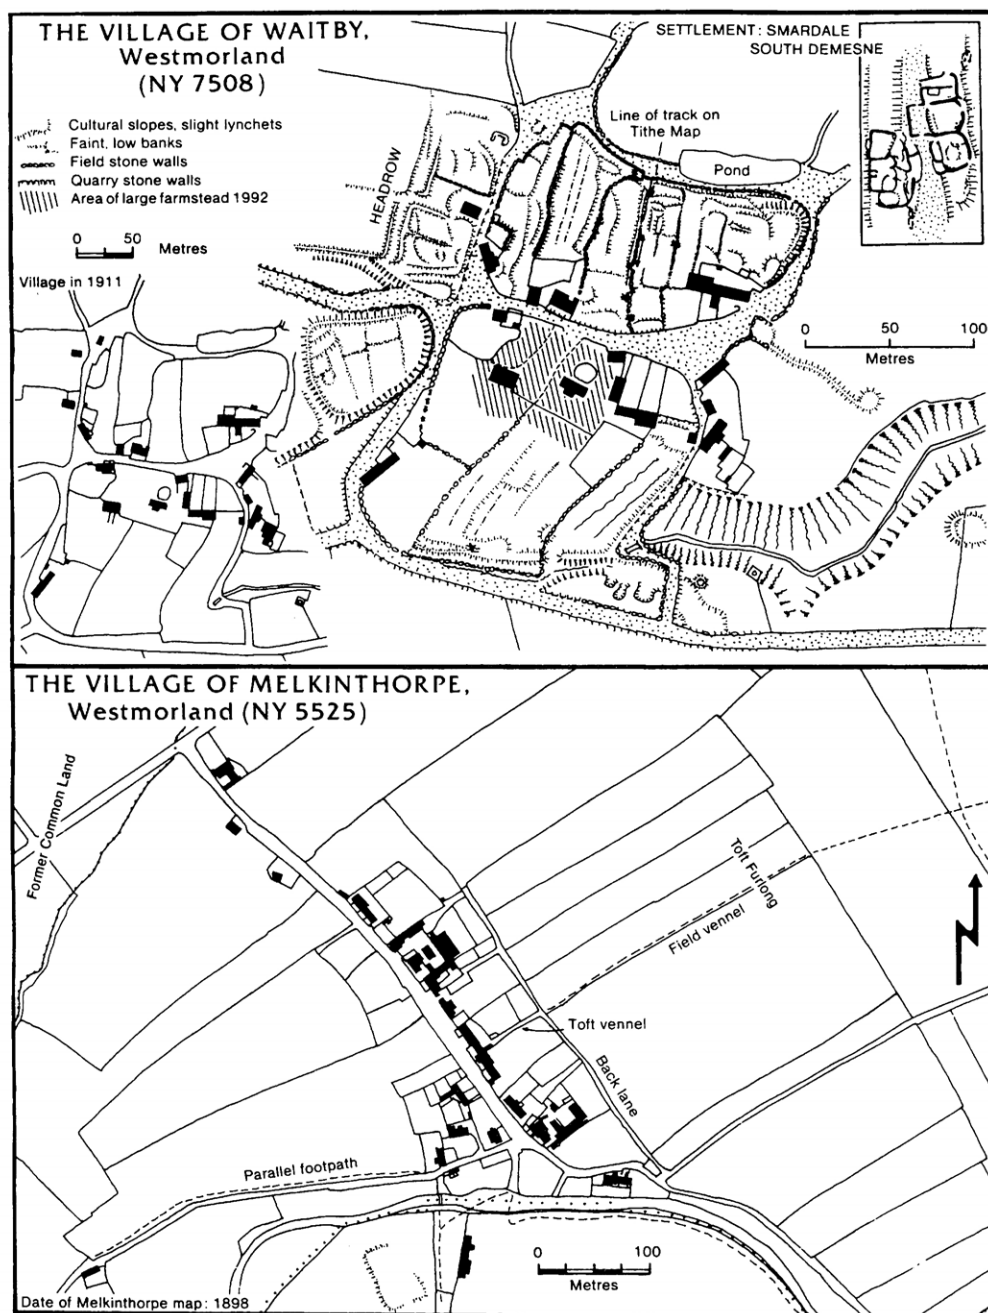 THE VILLAGE OF WAITBY,
Westmorland
(NY 7508)
Cultural slopes, slight lynchets
Faint, low banks
Field stone walls
Quarry stone walls
Area of large farmstead 1992
0 50
Metres
Village in 1911
HEADROW
SETTLEMENT: SMARDALE
SOUTH DEMESNE
Line of track on
Tithe Map
Pond
0 50 100
Metres
THE VILLAGE OF MELKINTHORPE,
Westmorland (NY 5525)
Former Common Land
Toft Furlong
Field vennel
Toft vennel
Back lane
Parallel footpath
0 100
Metres
Date of Melkinthorpe map: 1898